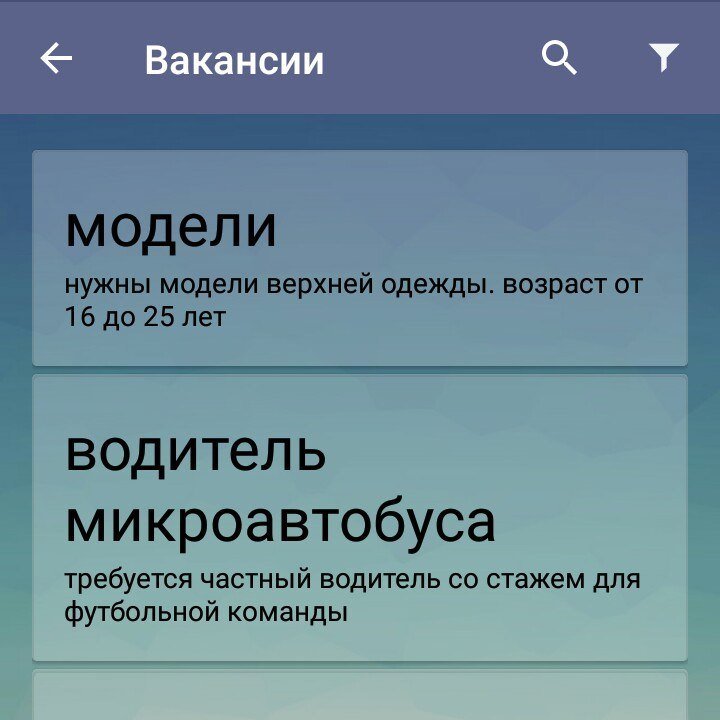 Вакансии
модели
нужны модели верхней одежды. возраст от
16 до 25 лет
водитель
микроавтобуса
требуется частный водитель со стажем для
футбольной команды